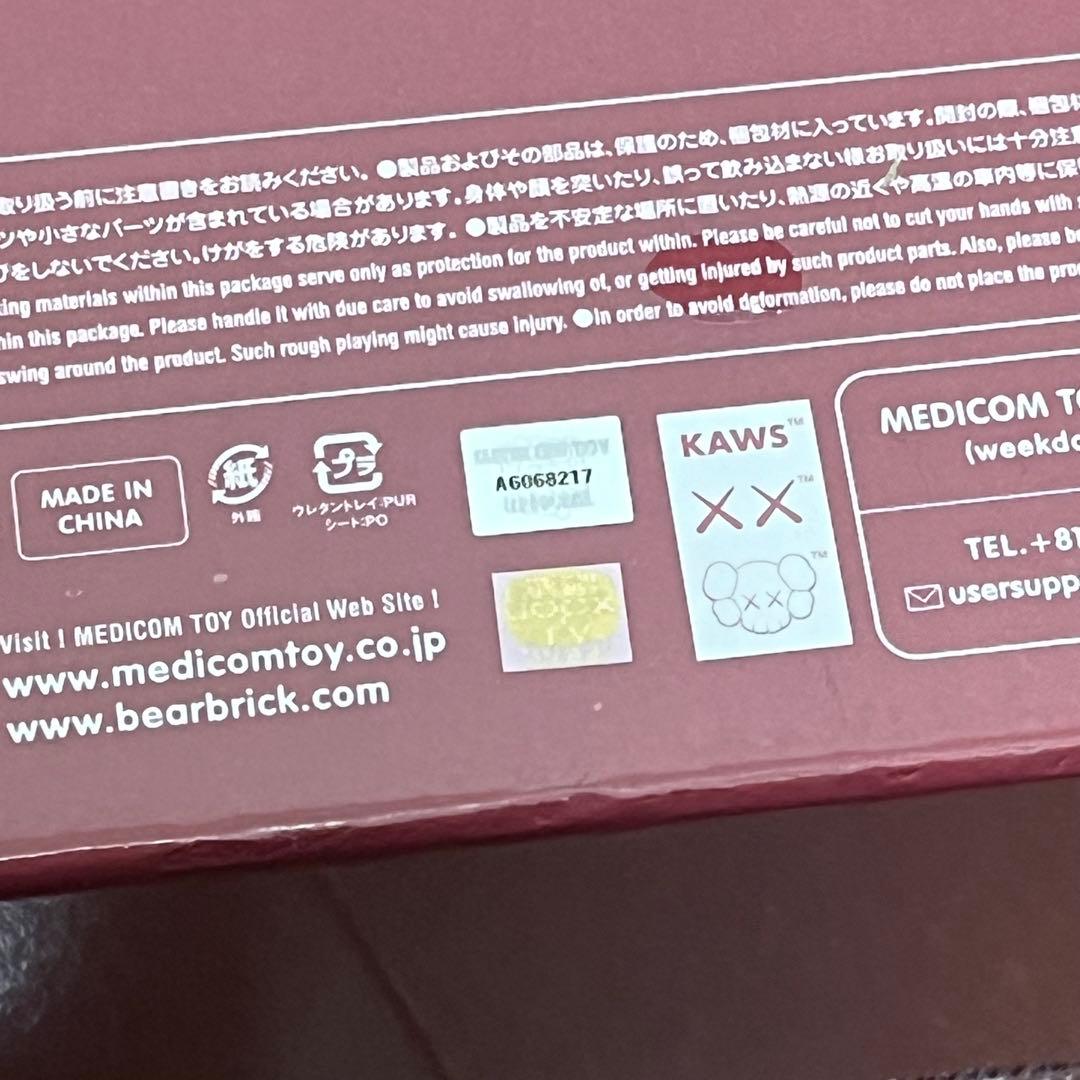 取り扱う前に注意書きをお読みください。●製品およびその部品は、保護のため、梱包材に入っています。開封の際、梱包材
ンや小さなパーツが含まれている場合があります。身体や顔を突いたり、誤って飲み込まない様お取り扱いには十分注意
びをしないでください。けがをする危険があります。●製品を不安定な場所に置いたり、熱源の近くや高温の車内等に保
king materials within this package serve only as protection for the product within. Please be careful not to cut your hands with s
hin this package. Please handle it with due care to avoid swallowing of, or getting injured by such product parts. Also, please be
swing around the product. Such rough playing might cause injury. ●In order to avoid deformation, please do not place the prod
MADE IN
CHINA
紙
外箱
プラ
ウレタントレイ:PUR
シート:PO
A6068217
KAWS™
XX™
™
MEDICOM TO
(weekda
TEL.+81
usersupp
Visit ! MEDICOM TOY Official Web Site !
www.medicomtoy.co.jp
www.bearbrick.com